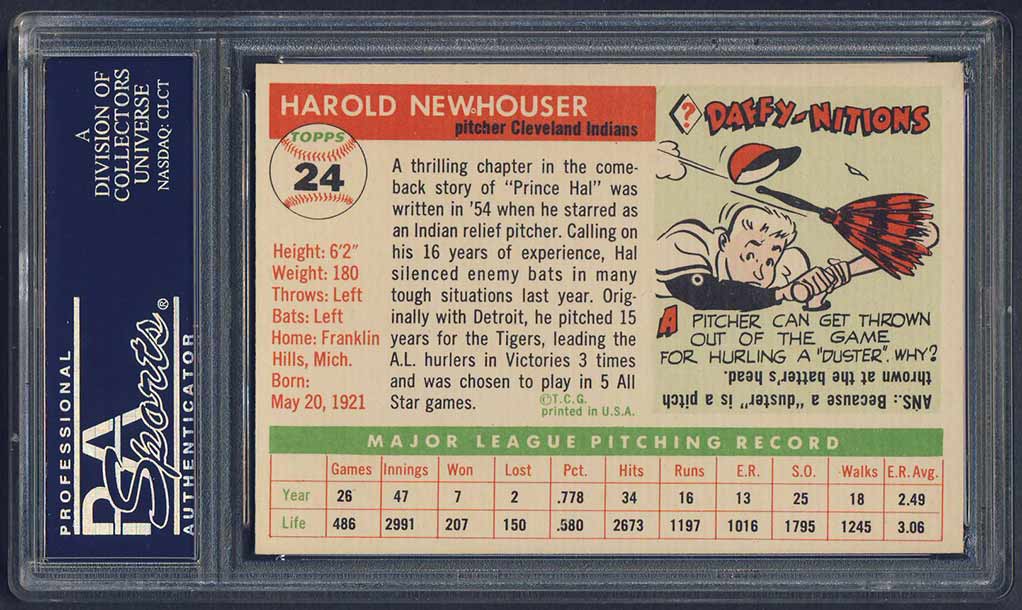 A
DIVISION OF
COLLECTORS
UNIVERSE
NASDAQ: CLCT
PROFESSIONAL
PSA
Sports®
AUTHENTICATOR
HAROLD NEWHOUSER
pitcher Cleveland Indians
TOPPS
24
Height: 6'2"
Weight: 180
Throws: Left
Bats: Left
Home: Franklin
Hills, Mich.
Born:
May 20, 1921
A thrilling chapter in the come-
back story of "Prince Hal" was
written in '54 when he starred as
an Indian relief pitcher. Calling on
his 16 years of experience, Hal
silenced enemy bats in many
tough situations last year. Orig-
inally with Detroit, he pitched 15
years for the Tigers, leading the
A.L. hurlers in Victories 3 times
and was chosen to play in 5 All
Star games.
©T.C.G.
printed in U.S.A.
? DAFFY-NITIONS
A PITCHER CAN GET THROWN
OUT OF THE GAME
FOR HURLING A "DUSTER". WHY?
ANS.: Because a "duster" is a pitch
thrown at the batter's head.
MAJOR LEAGUE PITCHING RECORD
Games Innings Won Lost Pct. Hits Runs E.R. S.O. Walks E.R. Avg.
Year 26 47 7 2 .778 34 16 13 25 18 2.49
Life 486 2991 207 150 .580 2673 1197 1016 1795 1245 3.06